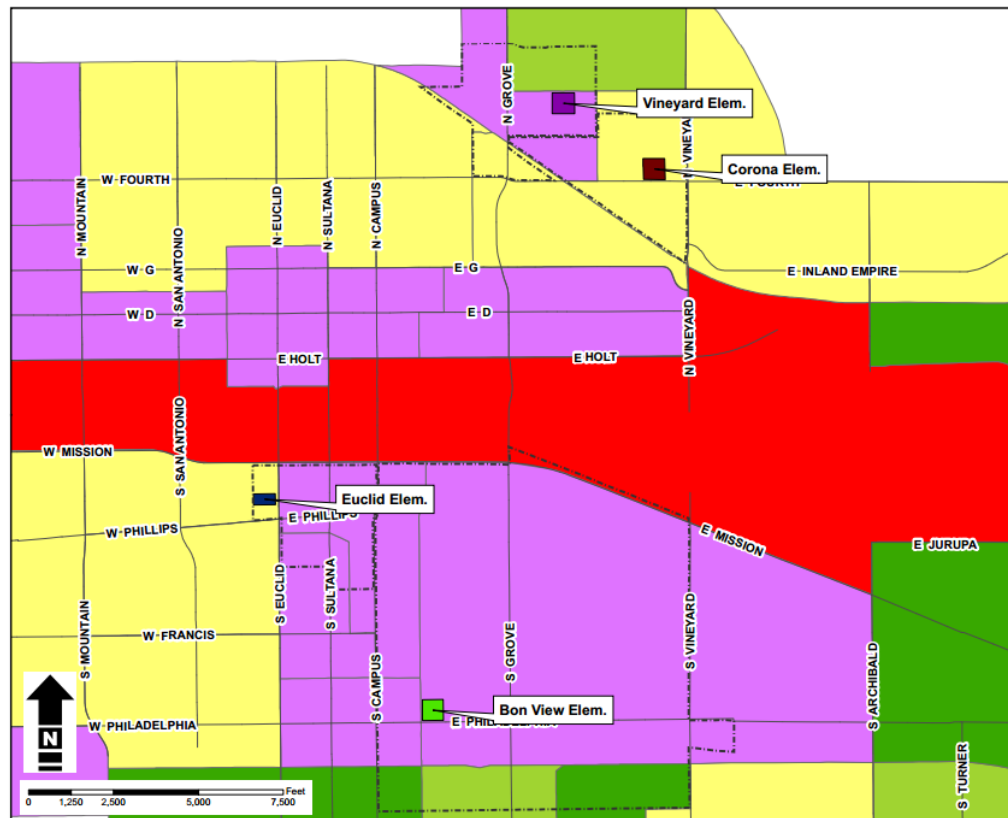 N GROVE
Vineyard Elem.
N VINEYA
Corona Elem.
W FOURTH
E FOURTH
N MOUNTAIN
N SAN ANTONIO
N EUCLID
N SULTANA
N CAMPUS
W G
E G
E INLAND EMPIRE
W D
E D
N VINEYARD
E HOLT
E HOLT
W MISSION
S SAN ANTONIO
Euclid Elem.
E PHILLIPS
W PHILLIPS
E MISSION
E JURUPA
S MOUNTAIN
S EUCLID
S SULTANA
W FRANCIS
S CAMPUS
S GROVE
S VINEYARD
S ARCHIBALD
Bon View Elem.
W PHILADELPHIA
E PHILADELPHIA
S TURNER
N
Feet
0 1,250 2,500 5,000 7,500